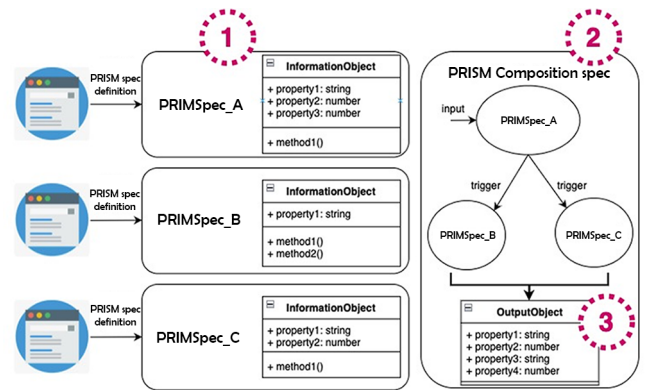 1
PRISM spec
definition
PRIMSpec_A
InformationObject
+ property1: string
+ property2: number
+ property3: number
+ method1()
PRISM spec
definition
PRIMSpec_B
InformationObject
+ property1: string
+ method1()
+ method2()
PRISM spec
definition
PRIMSpec_C
InformationObject
+ property1: string
+ property2: number
+ method1()
2
PRISM Composition spec
input
PRIMSpec_A
trigger
trigger
PRIMSpec_B
PRIMSpec_C
OutputObject
3
+ property1: string
+ property2: number
+ property3: string
+ property4: number